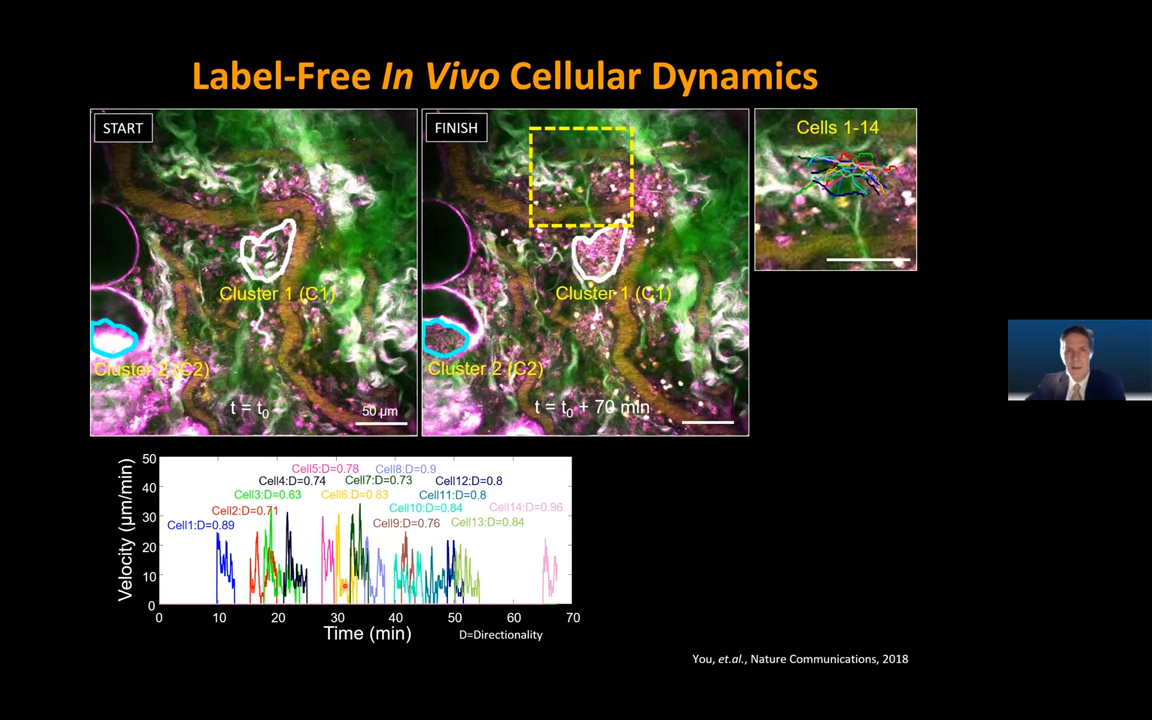 Label-Free In Vivo Cellular Dynamics
START
FINISH
Cells 1-14
Cluster 1 (C1)
Cluster 1 (C1)
Cluster 2 (C2)
Cluster 2 (C2)
t = t0
50 µm
t = t0 + 70 min
Velocity (µm/min)
50
40
30
20
10
0
Cell5:D=0.78
Cell8:D=0.9
Cell4:D=0.74
Cell7:D=0.73
Cell12:D=0.8
Cell3:D=0.63
Cell6:D=0.83
Cell11:D=0.8
Cell2:D=0.71
Cell10:D=0.84
Cell14:D=0.96
Cell1:D=0.89
Cell9:D=0.76
Cell13:D=0.84
0 10 20 30 40 50 60 70
Time (min)
D=Directionality
You, et.al., Nature Communications, 2018